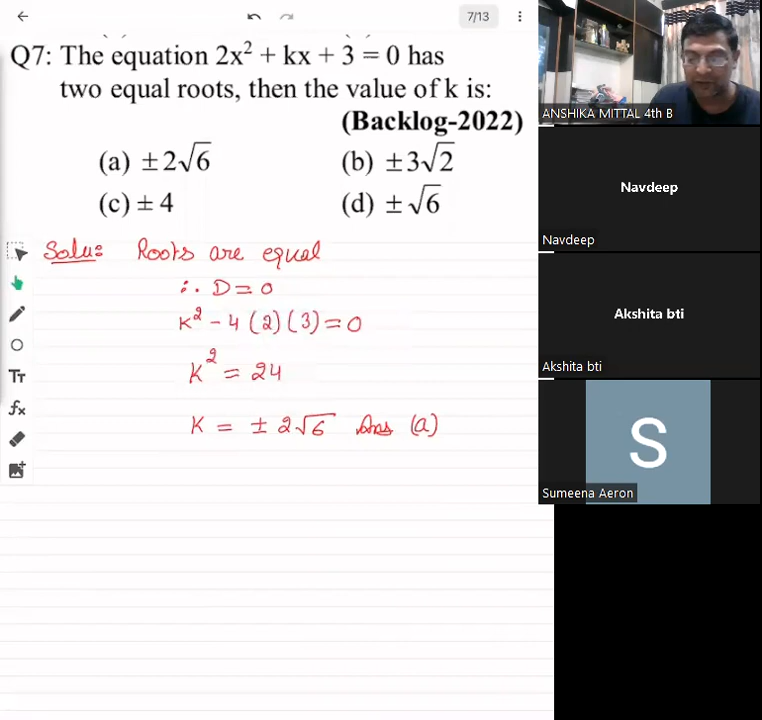 7/13
Q7: The equation 2x² + kx + 3 = 0 has
two equal roots, then the value of k is:
(Backlog-2022)
(a) ±2√6 (b) ±3√2
(c) ± 4 (d) ± √6
Solu: Roots are equal
∴ D = 0
k² - 4 (2) (3) = 0
k² = 24
k = ± 2√6 Ans (a)
Tт
fx
ANSHIKA MITTAL 4th B
Navdeep
Navdeep
Akshita bti
Akshita bti
S
Sumeena Aeron